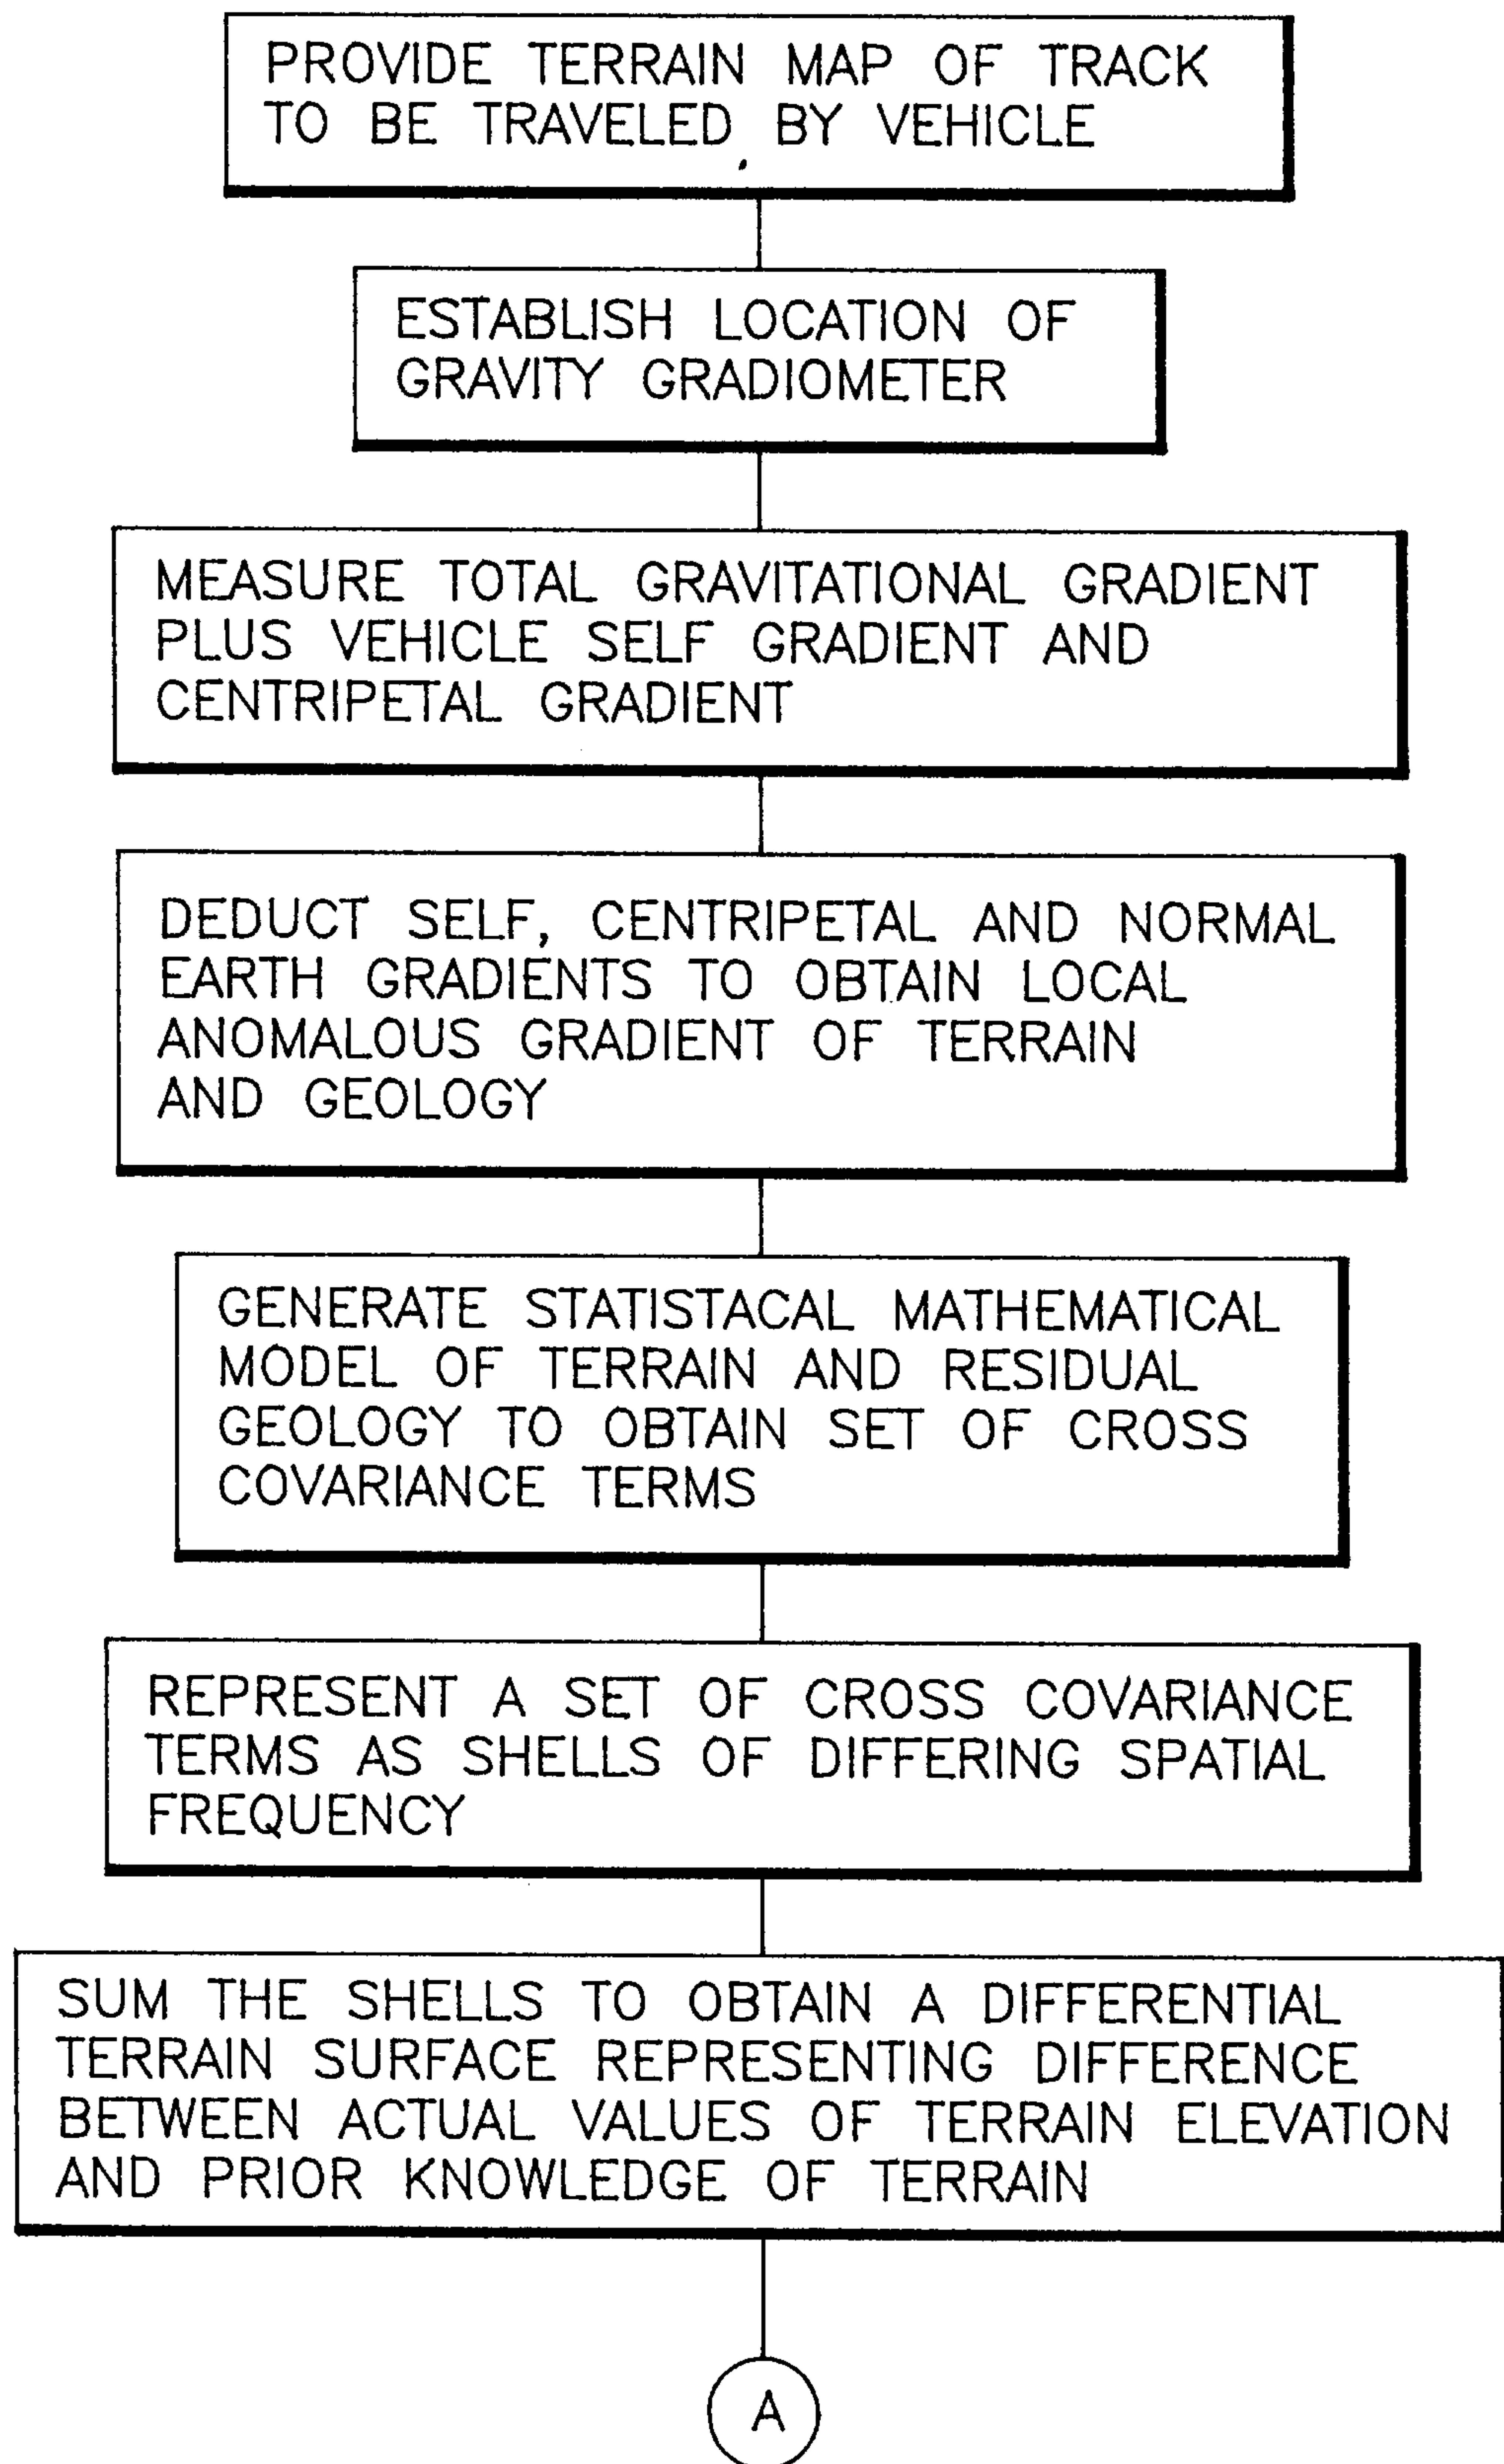 PROVIDE TERRAIN MAP OF TRACK
TO BE TRAVELED BY VEHICLE
ESTABLISH LOCATION OF
GRAVITY GRADIOMETER
MEASURE TOTAL GRAVITATIONAL GRADIENT
PLUS VEHICLE SELF GRADIENT AND
CENTRIPETAL GRADIENT
DEDUCT SELF, CENTRIPETAL AND NORMAL
EARTH GRADIENTS TO OBTAIN LOCAL
ANOMALOUS GRADIENT OF TERRAIN
AND GEOLOGY
GENERATE STATISTACAL MATHEMATICAL
MODEL OF TERRAIN AND RESIDUAL
GEOLOGY TO OBTAIN SET OF CROSS
COVARIANCE TERMS
REPRESENT A SET OF CROSS COVARIANCE
TERMS AS SHELLS OF DIFFERING SPATIAL
FREQUENCY
SUM THE SHELLS TO OBTAIN A DIFFERENTIAL
TERRAIN SURFACE REPRESENTING DIFFERENCE
BETWEEN ACTUAL VALUES OF TERRAIN ELEVATION
AND PRIOR KNOWLEDGE OF TERRAIN
A